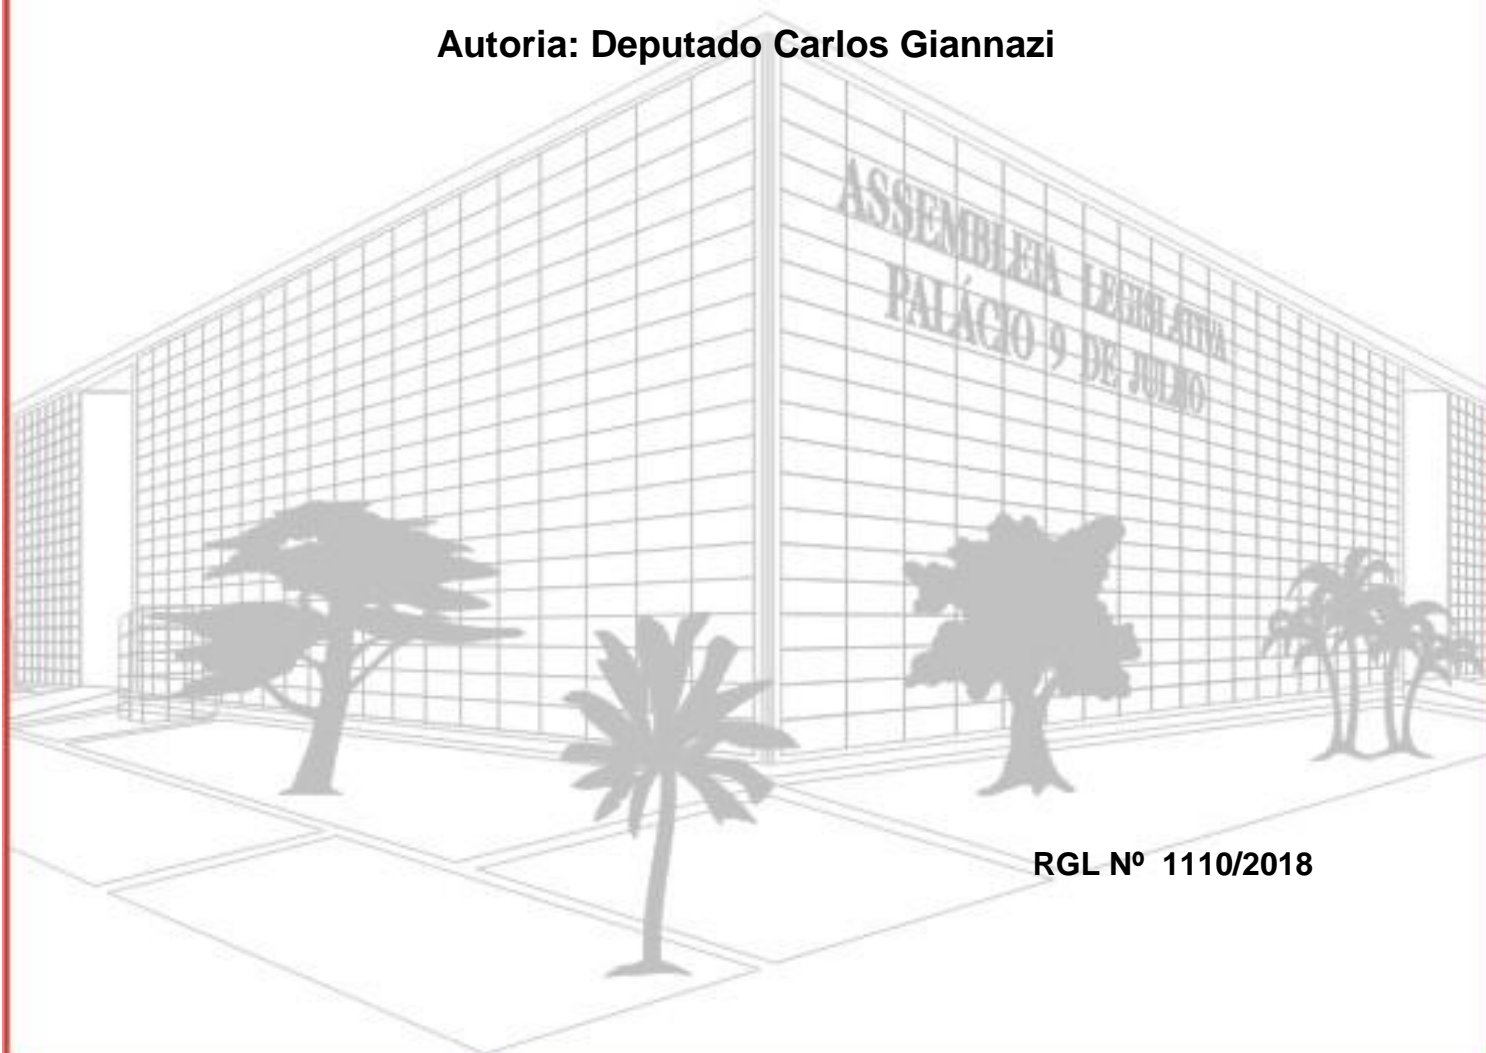 Autoria: Deputado Carlos Giannazi
ASSEMBLEIA LEGISLATIVA
PALÁCIO 9 DE JULHO
RGL Nº 1110/2018